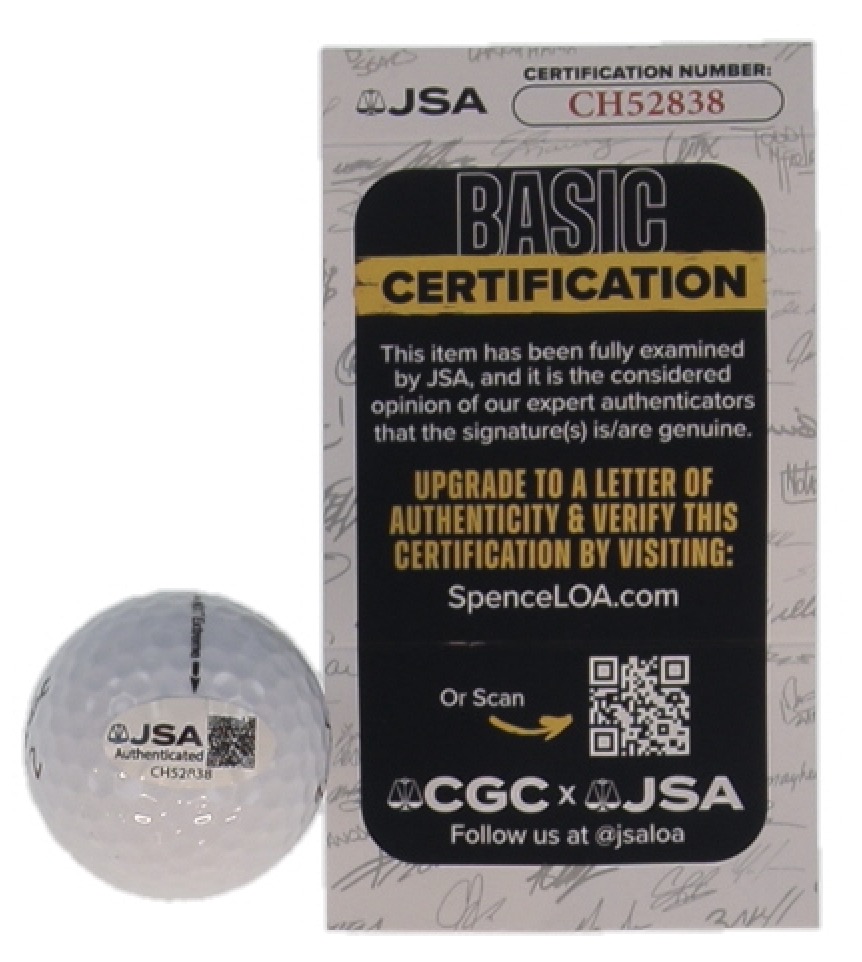 JSA
CERTIFICATION NUMBER:
CH52838
BASIC
CERTIFICATION
This item has been fully examined
by JSA, and it is the considered
opinion of our expert authenticators
that the signature(s) is/are genuine.
UPGRADE TO A LETTER OF
AUTHENTICITY & VERIFY THIS
CERTIFICATION BY VISITING:
SpenceLOA.com
Or Scan
CGC x JSA
Follow us at @jsaloa
Extreme
JSA
Authenticated
CH52838